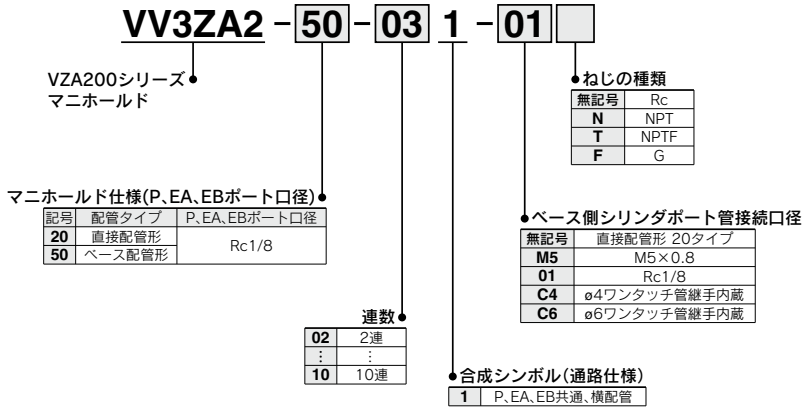 VV3ZA2-50-03 1-01
VZA200シリーズ
マニホールド
ねじの種類
無記号 Rc
N NPT
T NPTF
F G
マニホールド仕様(P、EA、EBポート口径)
記号 配管タイプ P、EA、EBポート口径
20 直接配管形 Rc1/8
50 ベース配管形
ベース側シリンダポート管接続口径
無記号 直接配管形 20タイプ
M5 M5×0.8
01 Rc1/8
C4 ø4ワンタッチ管継手内蔵
C6 ø6ワンタッチ管継手内蔵
連数
02 2連
⋮ ⋮
10 10連
合成シンボル(通路仕様)
1 P、EA、EB共通、横配管